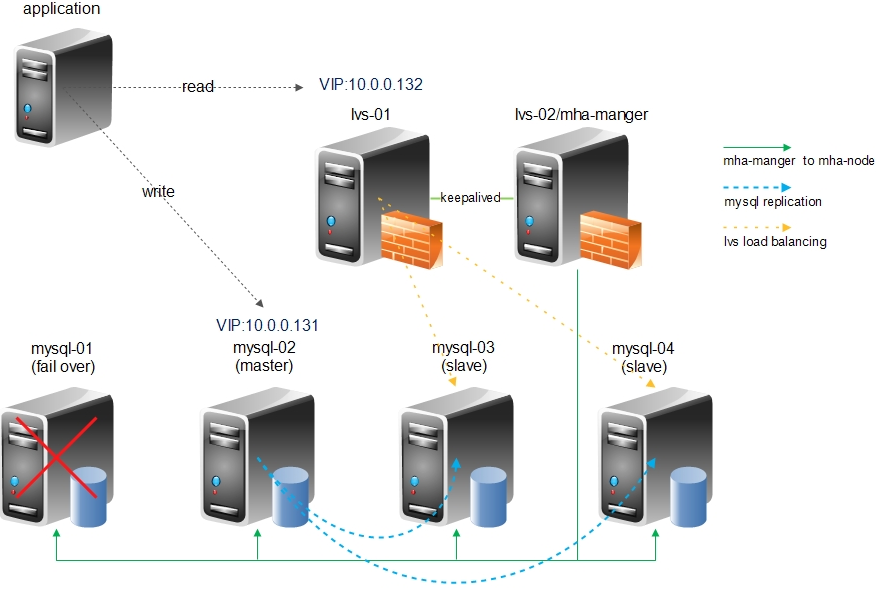 application
read
VIP:10.0.0.132
lvs-01
lvs-02/mha-manger
keepalived
mha-manger to mha-node
mysql replication
lvs load balancing
write
VIP:10.0.0.131
mysql-01
(fail over)
mysql-02
(master)
mysql-03
(slave)
mysql-04
(slave)